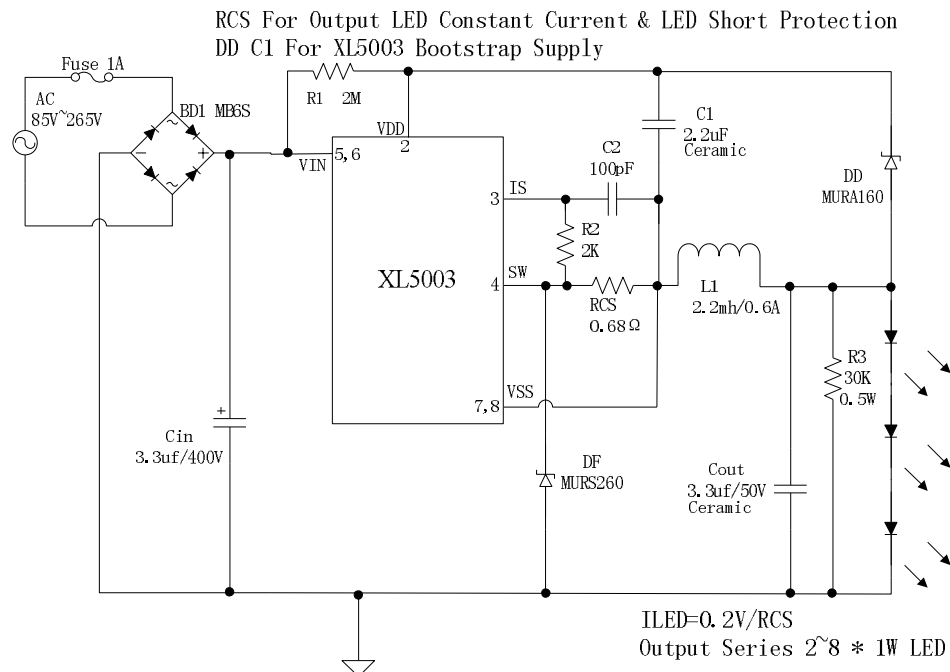 RCS For Output LED Constant Current & LED Short Protection
DD C1 For XL5003 Bootstrap Supply
Fuse 1A
AC
85V~265V
BD1 MB6S
R1 2M
VDD
2
VIN
5,6
C1
2.2uF
Ceramic
C2
100pF
DD
MURA160
3
IS
R2
2K
XL5003
4
SW
RCS
0.68Ω
L1
2.2mh/0.6A
R3
30K
0.5W
VSS
7,8
+
Cin
3.3uf/400V
DF
MURS260
Cout
3.3uf/50V
Ceramic
ILED=0.2V/RCS
Output Series 2~8 * 1W LED